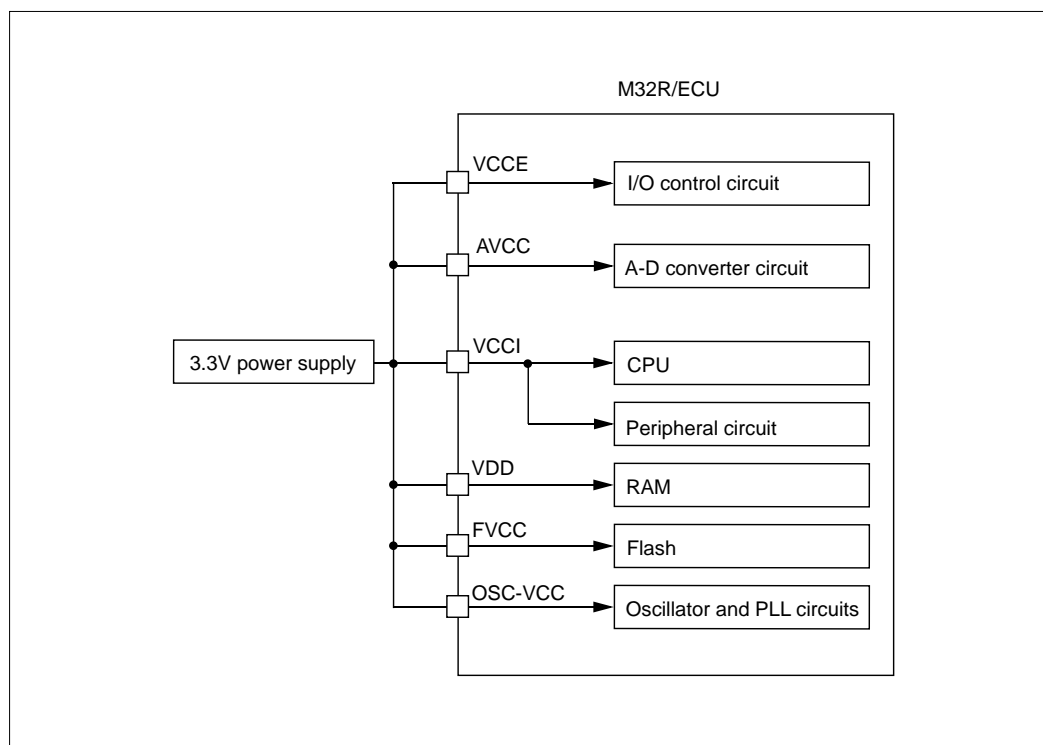 M32R/ECU
VCCE
I/O control circuit
AVCC
A-D converter circuit
3.3V power supply
VCCI
CPU
Peripheral circuit
VDD
RAM
FVCC
Flash
OSC-VCC
Oscillator and PLL circuits